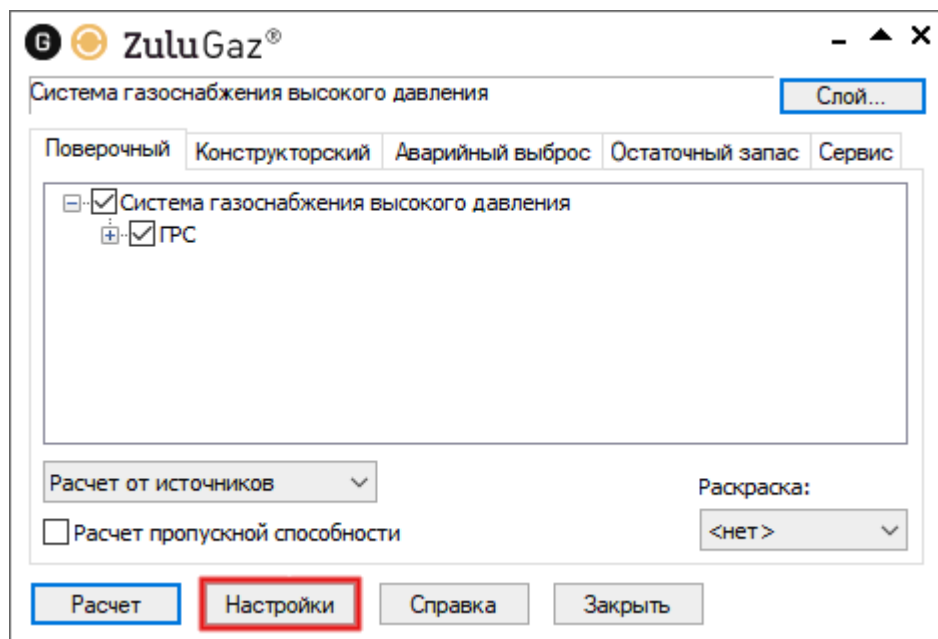 G ZuluGaz®
Система газоснабжения высокого давления Слой...
Поверочный Конструкторский Аварийный выброс Остаточный запас Сервис
Система газоснабжения высокого давления
ГРС
Расчет от источников
Раскраска:
Расчет пропускной способности <нет>
Расчет Настройки Справка Закрыть